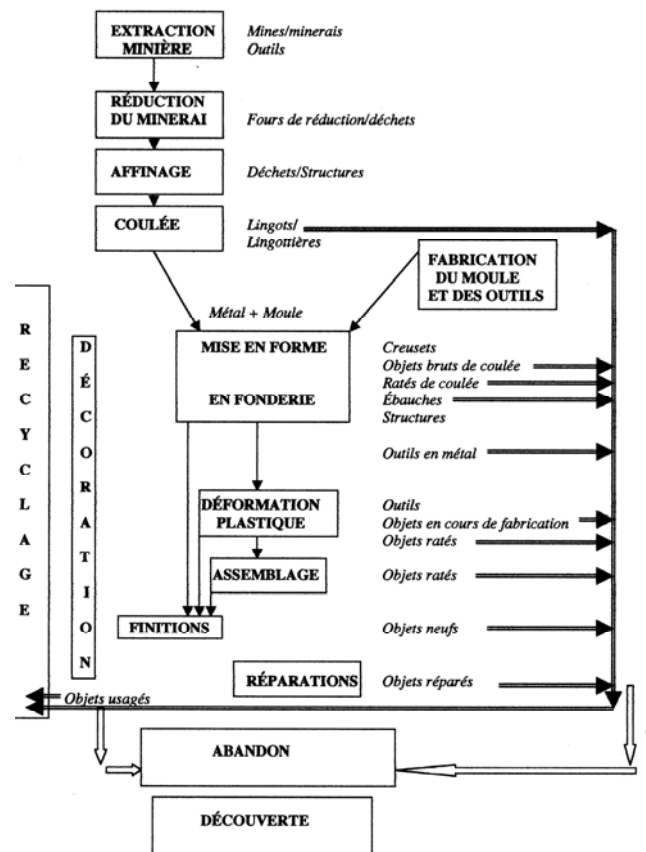 EXTRACTION
MINIÈRE
Mines/minerais
Outils
RÉDUCTION
DU MINERAI
Fours de réduction/déchets
AFFINAGE
Déchets/Structures
COULÉE
Lingots/
Lingottières
FABRICATION
DU MOULE
ET DES OUTILS
Métal + Moule
MISE EN FORME
EN FONDERIE
Creusets
Objets bruts de coulée
Ratés de coulée
Ébauches
Structures
Outils en métal
DÉFORMATION
PLASTIQUE
Outils
Objets en cours de fabrication
Objets ratés
ASSEMBLAGE
Objets ratés
FINITIONS
Objets neufs
RÉPARATIONS
Objets réparés
RECYCLAGE
DÉCORATION
Objets usagés
ABANDON
DÉCOUVERTE